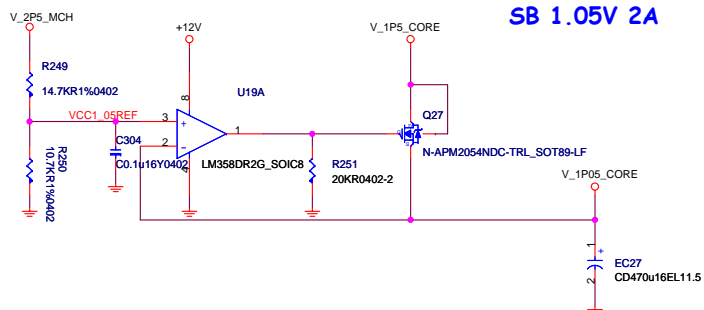 SB 1.05V 2A
V_2P5_MCH
+12V
V_1P5_CORE
R249
14.7KR1%0402
U19A
Q27
VCC1_05REF
3
+
8
1
2
-
4
C304
C0.1u16Y0402
LM358DR2G_SOIC8
N-APM2054NDC-TRL_SOT89-LF
R250
10.7KR1%0402
R251
20KR0402-2
V_1P05_CORE
1
+
2
EC27
CD470u16EL11.5